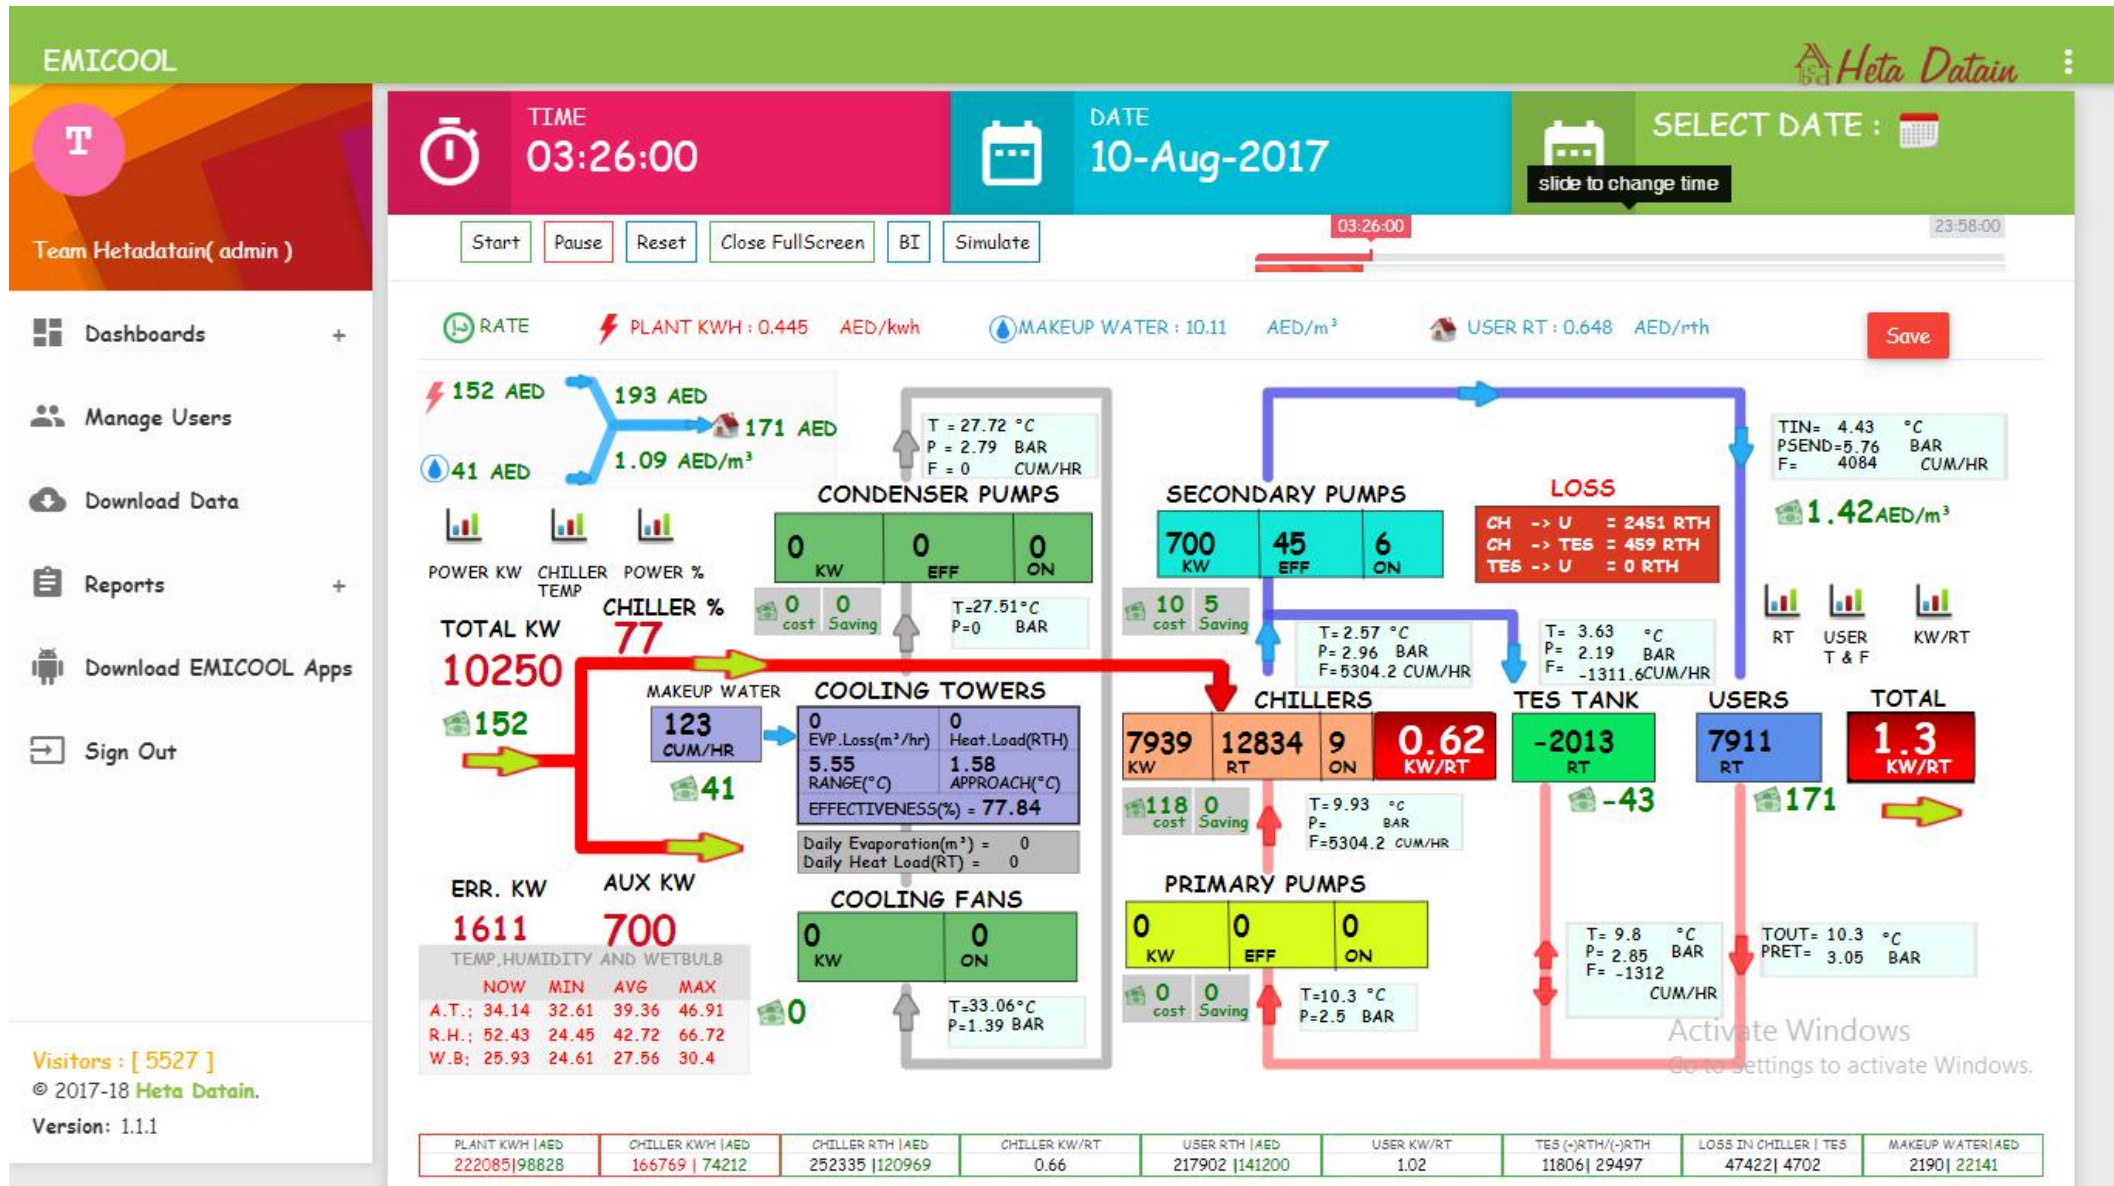 EMICOOL
Heta Datain
T
Team Hetadatain( admin )
Dashboards +
Manage Users
Download Data
Reports +
Download EMICOOL Apps
Sign Out
Visitors : [ 5527 ]
© 2017-18 Heta Datain.
Version: 1.1.1
TIME
03:26:00
DATE
10-Aug-2017
SELECT DATE :
slide to change time
Start Pause Reset Close FullScreen BI Simulate
03:26:00 23:58:00
RATE PLANT KWH : 0.445 AED/kwh MAKEUP WATER : 10.11 AED/m³ USER RT : 0.648 AED/rth Save
152 AED 193 AED
171 AED
41 AED 1.09 AED/m³
POWER KW CHILLER TEMP POWER %
TOTAL KW
10250
152
CHILLER %
77
MAKEUP WATER
123
CUM/HR
41
ERR. KW
1611
AUX KW
700
TEMP,HUMIDITY AND WETBULB
NOW MIN AVG MAX
A.T.; 34.14 32.61 39.36 46.91
R.H.; 52.43 24.45 42.72 66.72
W.B; 25.93 24.61 27.56 30.4
T = 27.72 °C
P = 2.79 BAR
F = 0 CUM/HR
CONDENSER PUMPS
0 0 0
KW EFF ON
0 0
cost Saving
T=27.51°C
P=0 BAR
COOLING TOWERS
0 0
EVP.Loss(m³/hr) Heat.Load(RTH)
5.55 1.58
RANGE(°C) APPROACH(°C)
EFFECTIVENESS(%) = 77.84
Daily Evaporation(m³) = 0
Daily Heat Load(RT) = 0
COOLING FANS
0 0
KW ON
0
T=33.06°C
P=1.39 BAR
SECONDARY PUMPS
700 45 6
KW EFF ON
10 5
cost Saving
LOSS
CH -> U = 2451 RTH
CH -> TES = 459 RTH
TES -> U = 0 RTH
T=2.57 °C
P= 2.96 BAR
F=5304.2 CUM/HR
T= 3.63 °C
P= 2.19 BAR
F= -1311.6CUM/HR
CHILLERS
7939 12834 9 0.62
KW RT ON KW/RT
118 0
cost Saving
T=9.93 °C
P= BAR
F=5304.2 CUM/HR
PRIMARY PUMPS
0 0 0
KW EFF ON
0 0
cost Saving
T=10.3 °C
P=2.5 BAR
TES TANK
-2013
RT
-43
T= 9.8 °C
P= 2.85 BAR
F= -1312
CUM/HR
TIN= 4.43 °C
PSEND=5.76 BAR
F= 4084 CUM/HR
1.42AED/m³
RT USER T & F KW/RT
USERS
7911
RT
171
TOTAL
1.3
KW/RT
TOUT= 10.3 °C
PRET= 3.05 BAR
Activate Windows
Go to Settings to activate Windows.
PLANT KWH |AED CHILLER KWH |AED CHILLER RTH |AED CHILLER KW/RT USER RTH |AED USER KW/RT TES (+)RTH/(-)RTH LOSS IN CHILLER | TES MAKEUP WATER|AED
222085|98828 166769 | 74212 252335 |120969 0.66 217902 |141200 1.02 11806| 29497 47422| 4702 2190| 22141